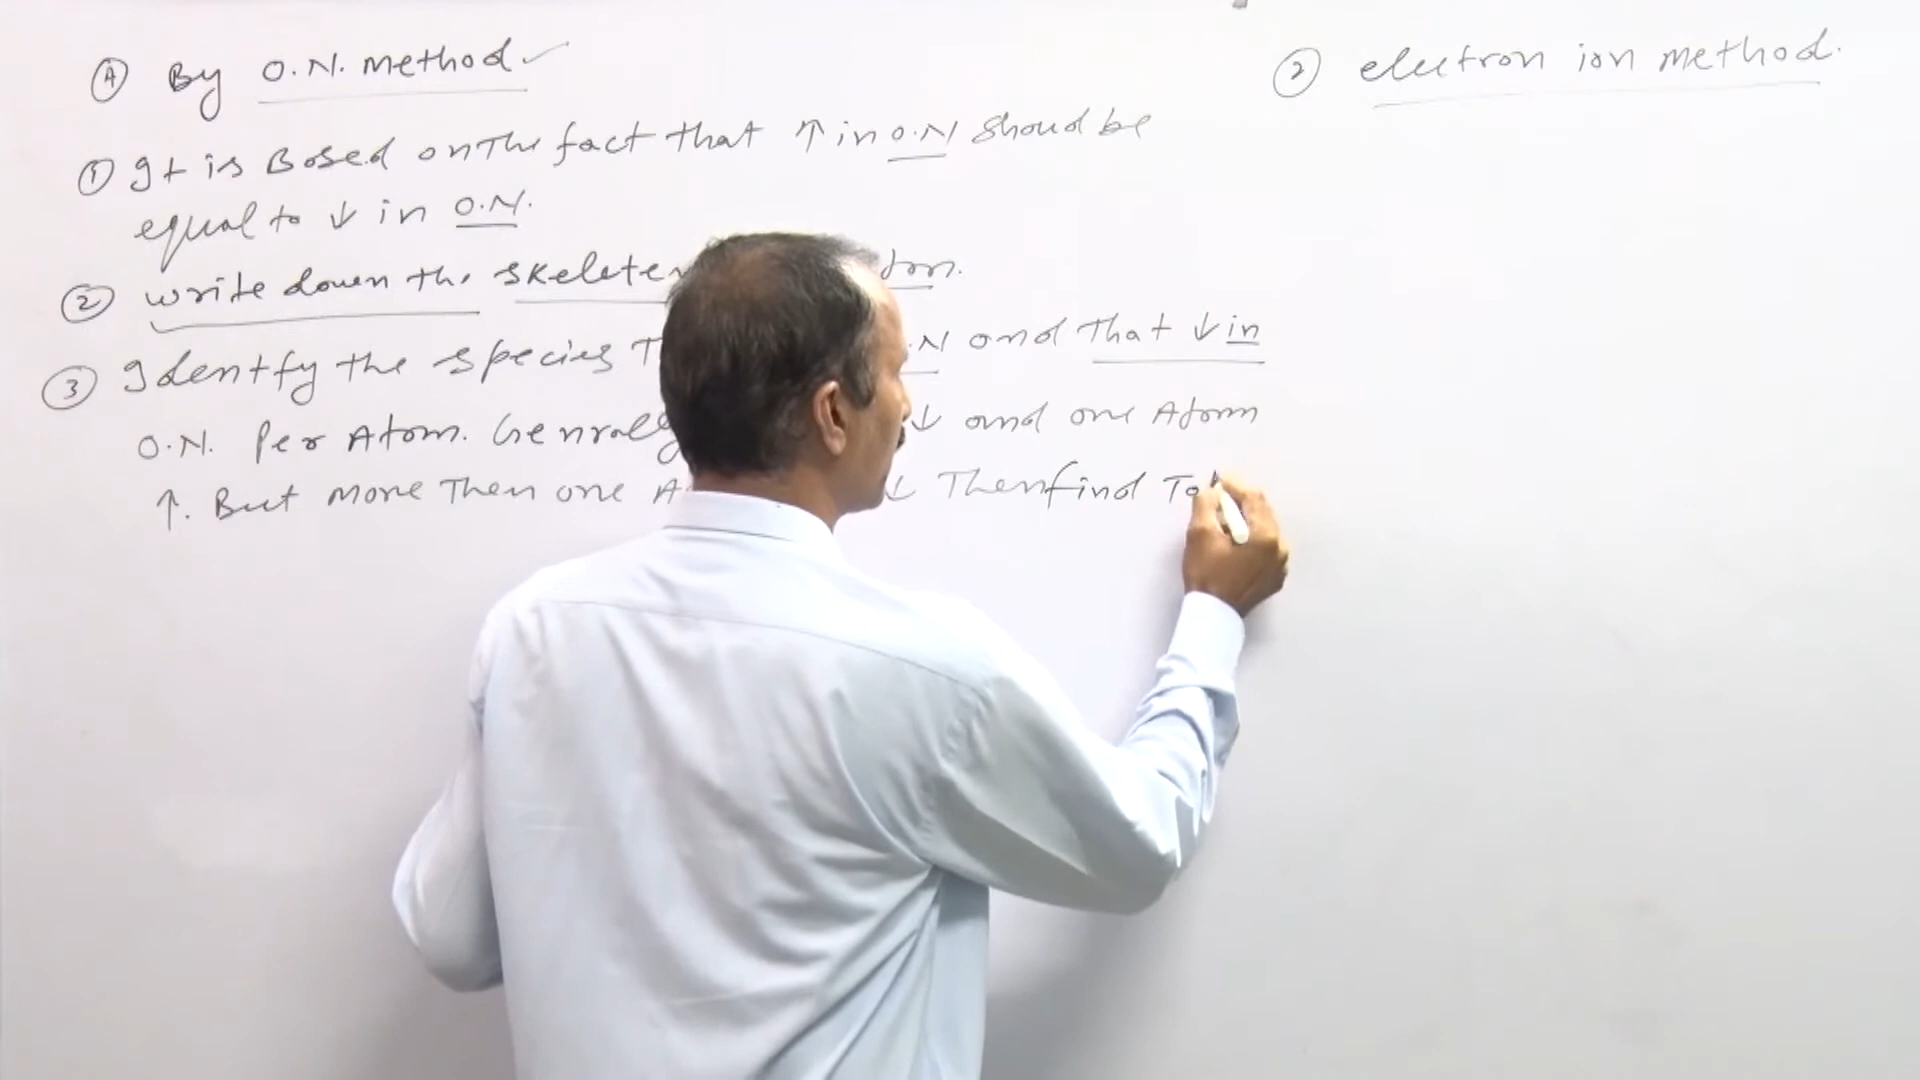 Ⓐ By O.N. method
② electron ion method.
① It is Based on The fact that ↑ in O.N should be
equal to ↓ in O.N.
② write down the
③ Identfy the species .N and that ↓ in
O.N. Per Atom. Genrally ↓ and one Atom
↑. But more Then one ↓ Then find To